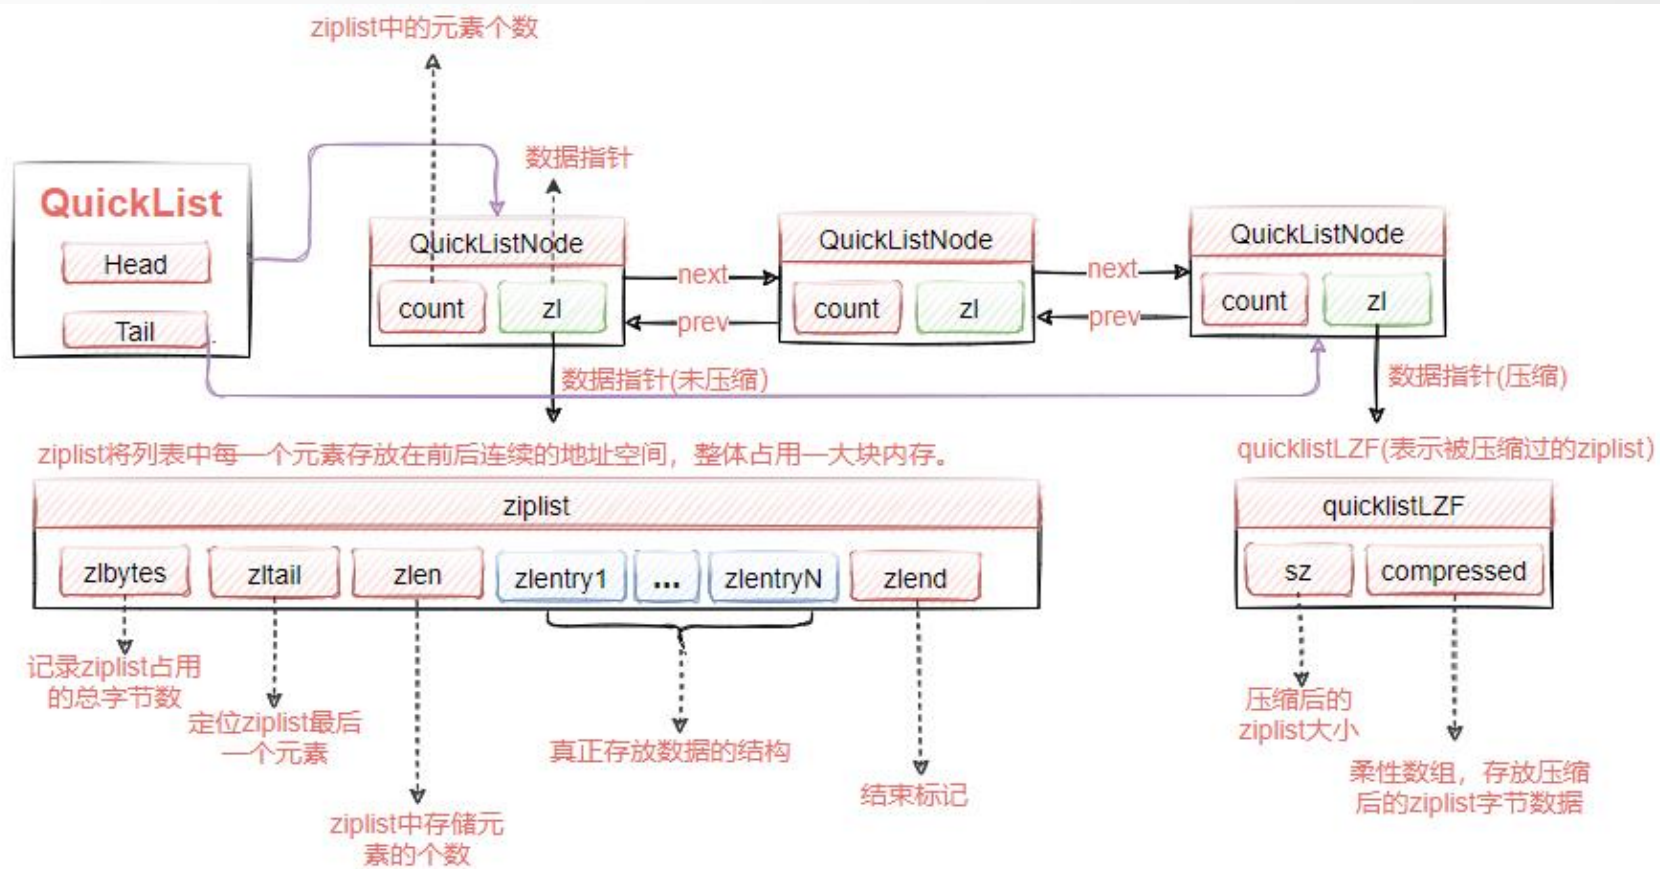 ziplist中的元素个数
数据指针
QuickList
Head
Tail
QuickListNode
count
zl
next
prev
QuickListNode
count
zl
next
prev
QuickListNode
count
zl
数据指针(未压缩)
数据指针(压缩)
ziplist将列表中每一个元素存放在前后连续的地址空间，整体占用一大块内存。
quicklistLZF(表示被压缩过的ziplist)
ziplist
zlbytes
zltail
zlen
zlentry1
...
zlentryN
zlend
quicklistLZF
sz
compressed
记录ziplist占用
的总字节数
定位ziplist最后
一个元素
ziplist中存储元
素的个数
真正存放数据的结构
结束标记
压缩后的
ziplist大小
柔性数组，存放压缩
后的ziplist字节数据